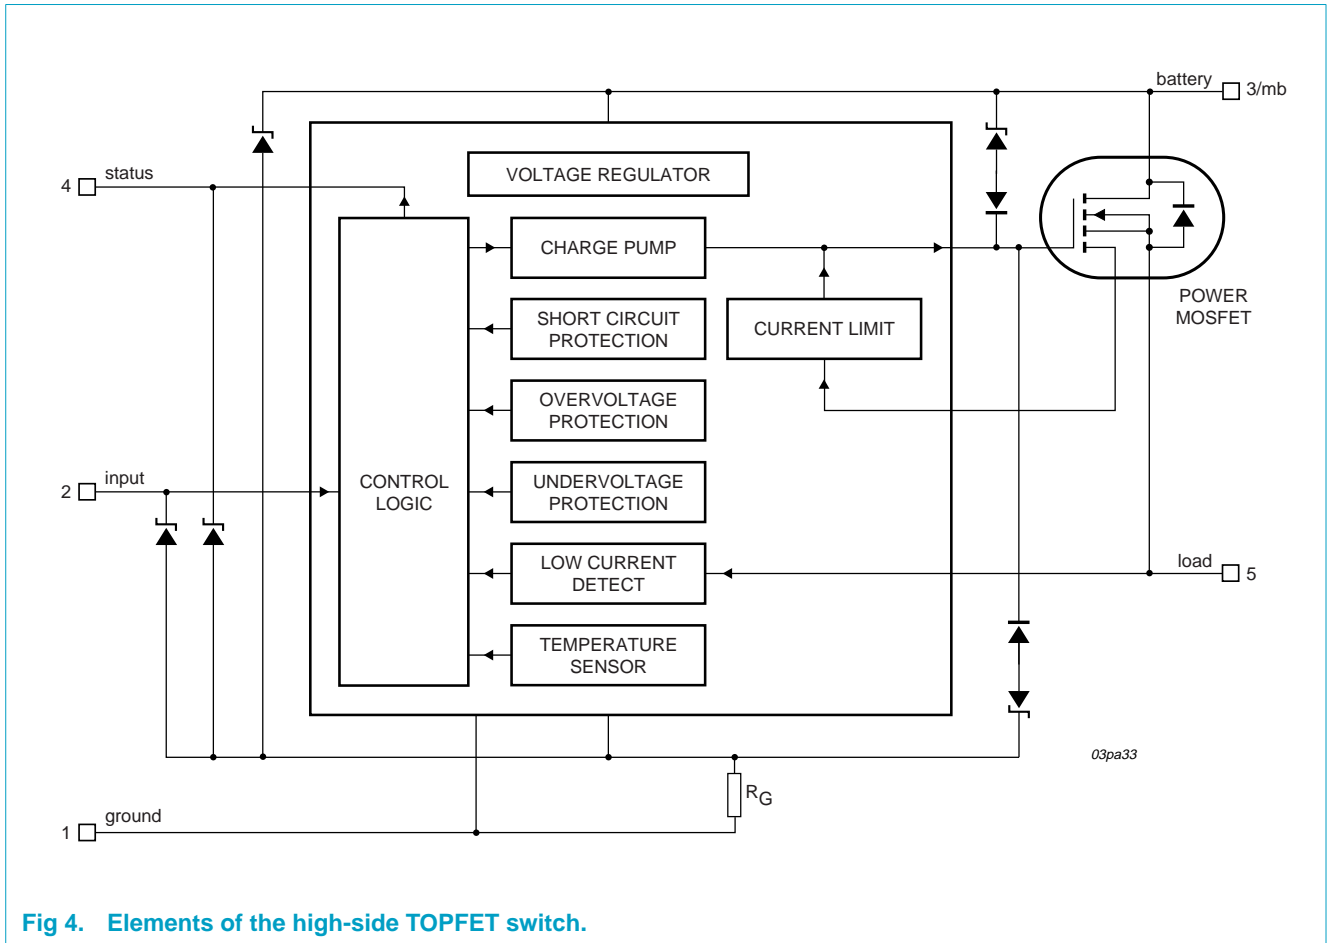 battery
3/mb
VOLTAGE REGULATOR
4
status
CHARGE PUMP
POWER
MOSFET
SHORT CIRCUIT
PROTECTION
CURRENT LIMIT
OVERVOLTAGE
PROTECTION
2
input
CONTROL
LOGIC
UNDERVOLTAGE
PROTECTION
LOW CURRENT
DETECT
load
5
TEMPERATURE
SENSOR
03pa33
RG
1
ground
Fig 4. Elements of the high-side TOPFET switch.